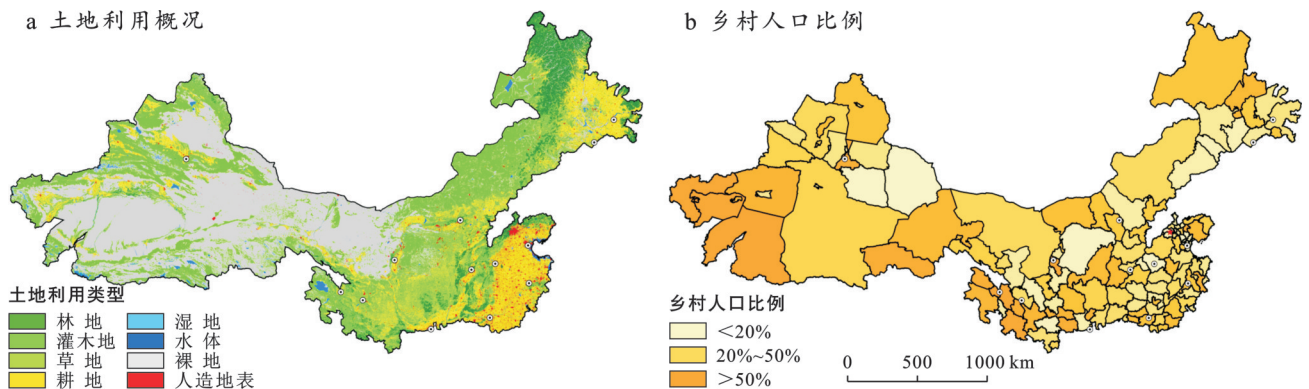 a 土地利用概况
b 乡村人口比例
土地利用类型
林 地
湿 地
灌木地
水 体
草 地
裸 地
耕 地
人造地表
乡村人口比例
<20%
20%~50%
>50%
0 500 1000 km